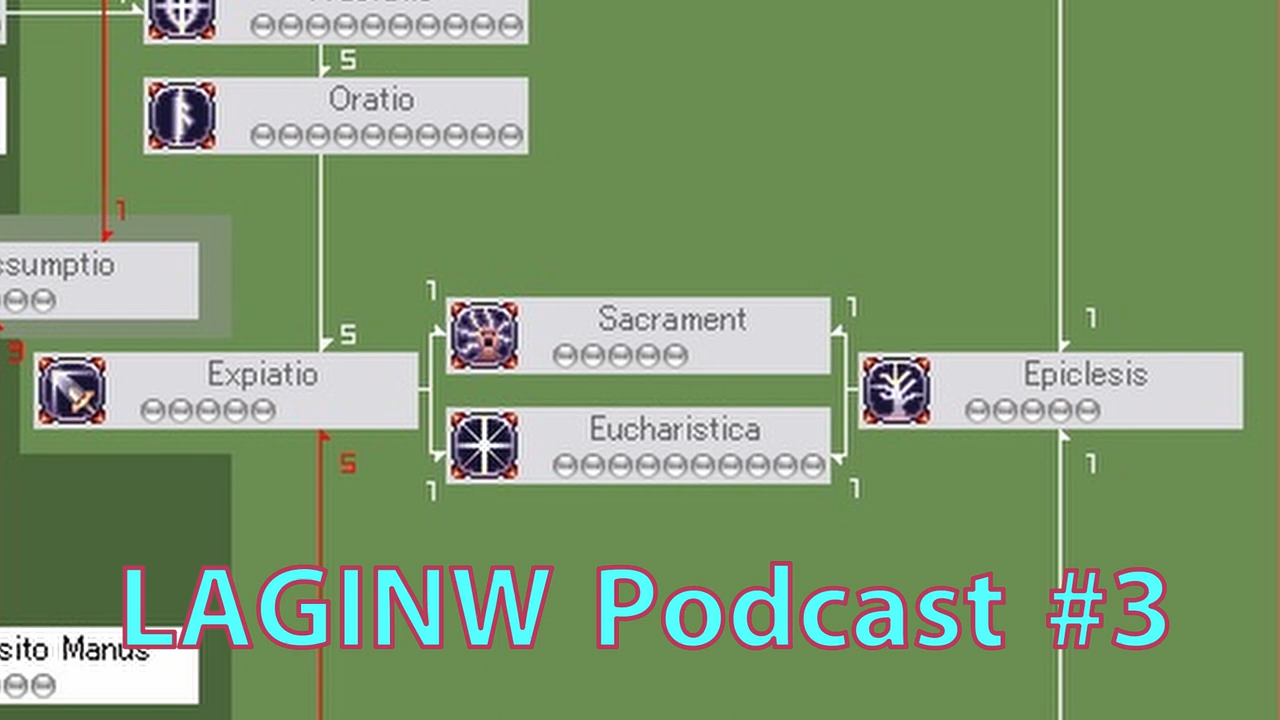 5
Oratio
1
ssumptio
1
1
1
Sacrament
5
9
Expiatio
Epiclesis
Eucharistica
5
1
1
1
LAGINW Podcast #3
sito Manus